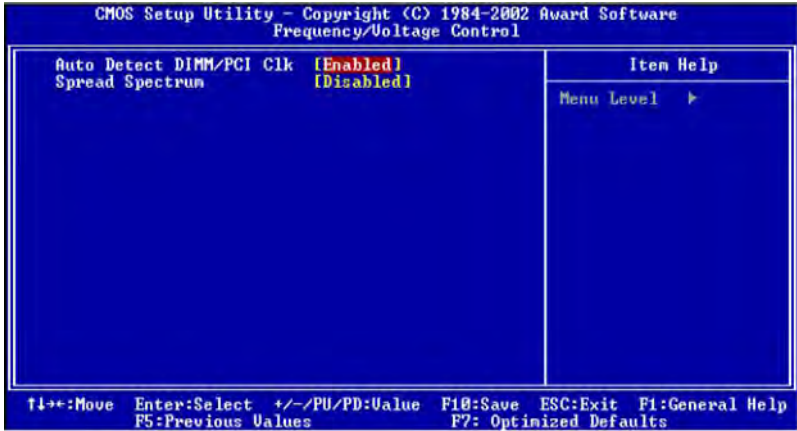 CMOS Setup Utility - Copyright (C) 1984-2002 Award Software
Frequency/Voltage Control
Auto Detect DIMM/PCI Clk [Enabled]
Spread Spectrum [Disabled]
Item Help
Menu Level ►
↑↓→←:Move Enter:Select +/-/PU/PD:Value F10:Save ESC:Exit F1:General Help
F5:Previous Values F7: Optimized Defaults